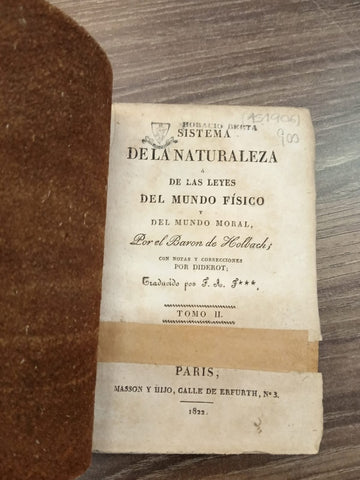 HORACIO BERTA
(151906)
900
SISTEMA
DE LA NATURALEZA
Ó
DE LAS LEYES
DEL MUNDO FÍSICO
Y
DEL MUNDO MORAL,
Por el Baron de Holbach;
CON NOTAS Y CORRECCIONES
POR DIDEROT;
Traducido por F. A. F***,
TOMO II.
PARIS,
MASSON Y HIJO, CALLE DE ERFURTH, Nº 3.
1822.